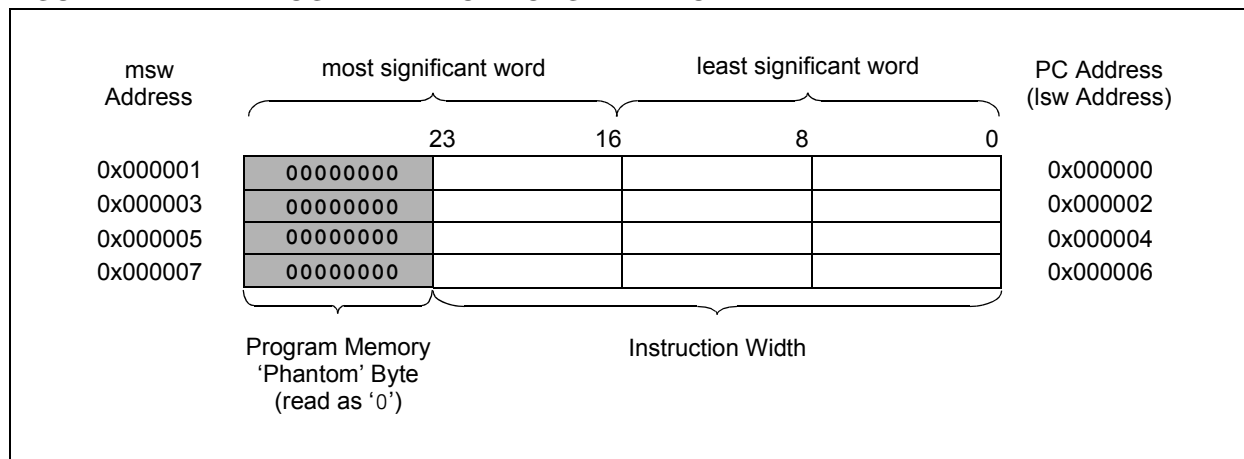 msw
Address
most significant word
least significant word
PC Address
(lsw Address)
23 16 8 0
0x000001 00000000 0x000000
0x000003 00000000 0x000002
0x000005 00000000 0x000004
0x000007 00000000 0x000006
Program Memory
‘Phantom’ Byte
(read as ‘0’)
Instruction Width